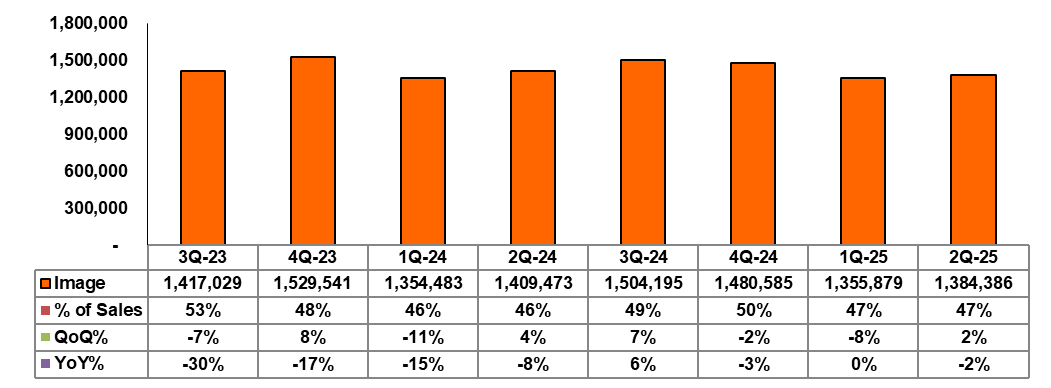 1,800,000
1,500,000
1,200,000
900,000
600,000
300,000
-
3Q-23 4Q-23 1Q-24 2Q-24 3Q-24 4Q-24 1Q-25 2Q-25
Image 1,417,029 1,529,541 1,354,483 1,409,473 1,504,195 1,480,585 1,355,879 1,384,386
% of Sales 53% 48% 46% 46% 49% 50% 47% 47%
QoQ% -7% 8% -11% 4% 7% -2% -8% 2%
YoY% -30% -17% -15% -8% 6% -3% 0% -2%